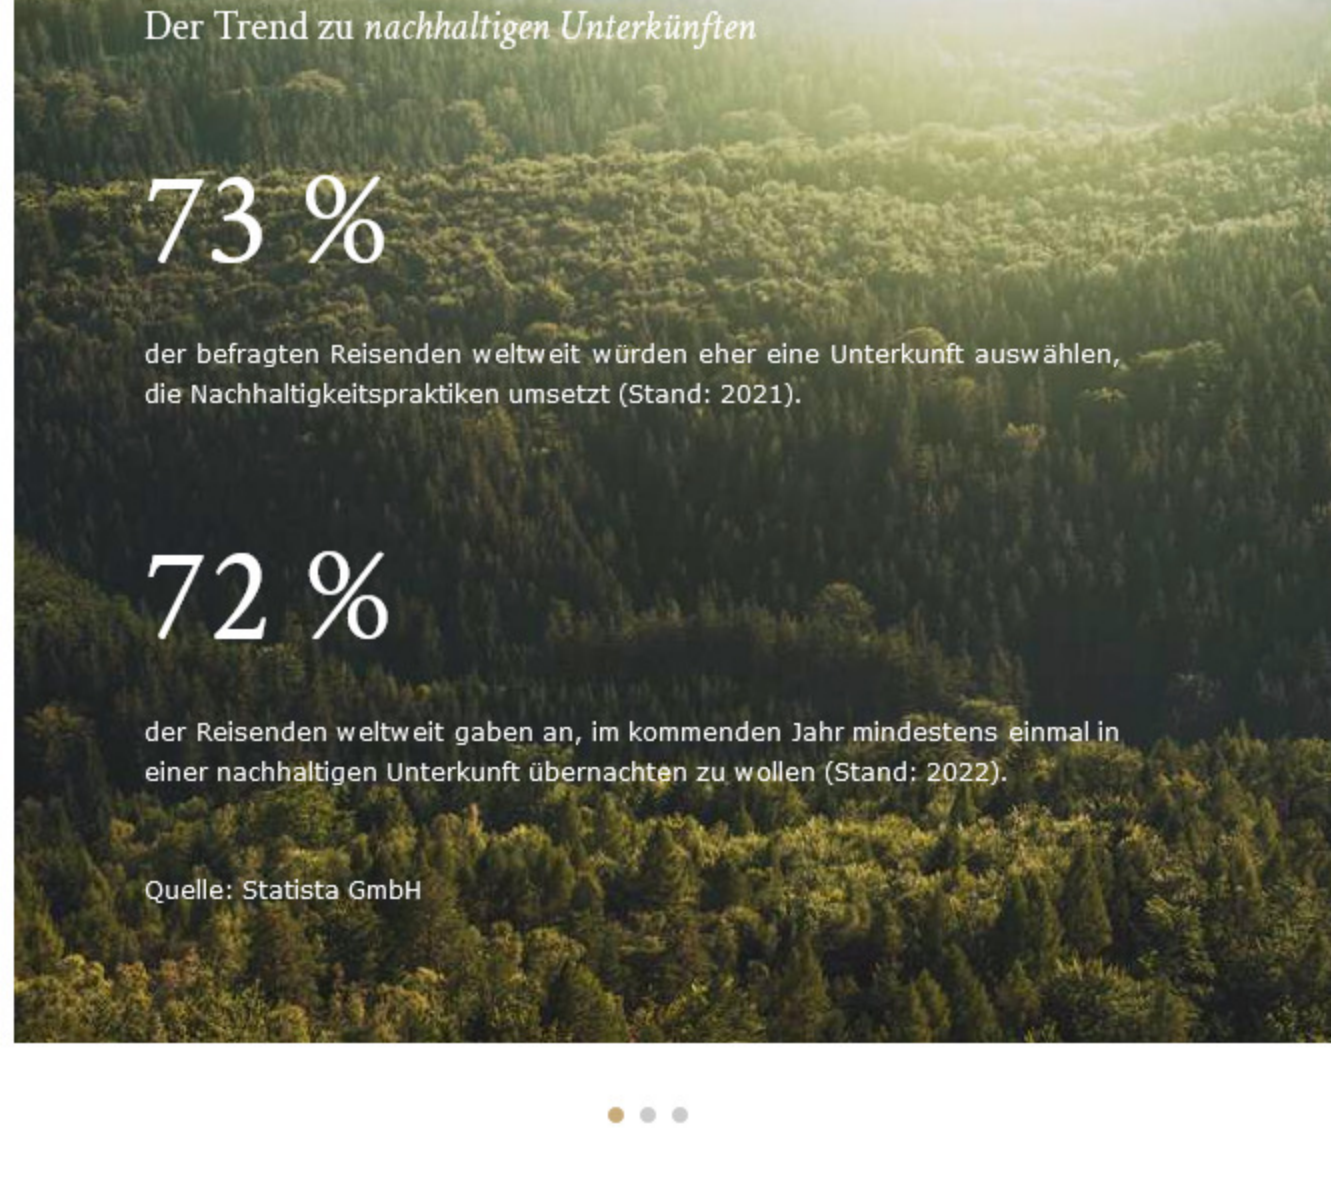 Der Trend zu nachhaltigen Unterkünften
73 %
der befragten Reisenden weltweit würden eher eine Unterkunft auswählen,
die Nachhaltigkeitspraktiken umsetzt (Stand: 2021).
72 %
der Reisenden weltweit gaben an, im kommenden Jahr mindestens einmal in
einer nachhaltigen Unterkunft übernachten zu wollen (Stand: 2022).
Quelle: Statista GmbH